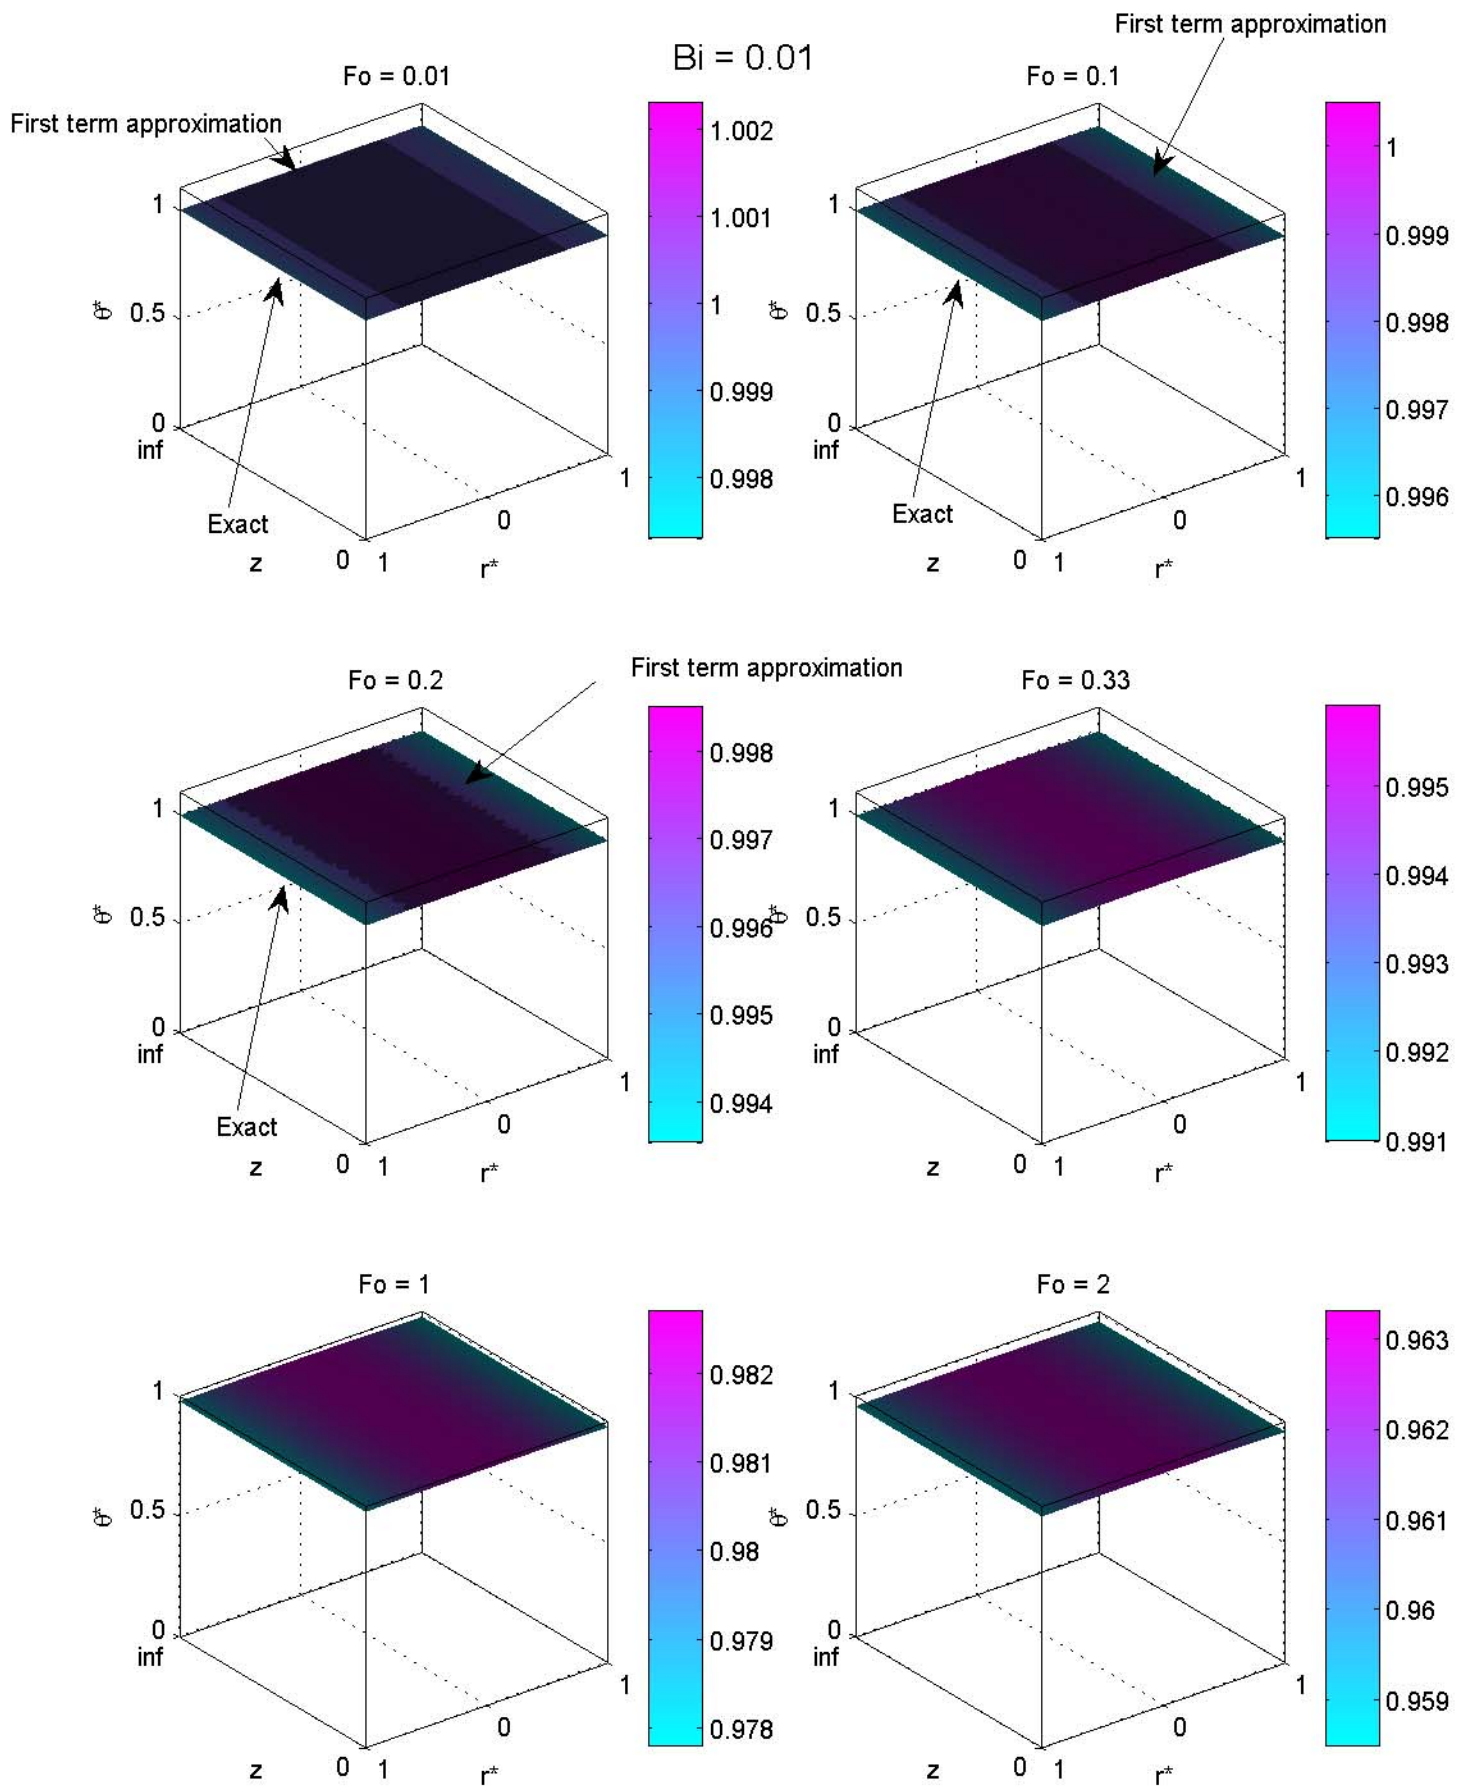 First term approximation
Bi = 0.01
Fo = 0.01
Fo = 0.1
First term approximation
1
0.5
0
inf
θ*
z
0
1
0
1
r*
Exact
1.002
1.001
1
0.999
0.998
1
0.5
0
inf
θ*
z
0
1
0
1
r*
Exact
1
0.999
0.998
0.997
0.996
First term approximation
Fo = 0.2
Fo = 0.33
1
0.5
0
inf
θ*
z
0
1
0
1
r*
Exact
0.998
0.997
0.996
0.995
0.994
1
0.5
0
inf
θ*
z
0
1
0
1
r*
0.995
0.994
0.993
0.992
0.991
Fo = 1
Fo = 2
1
0.5
0
inf
θ*
z
0
1
0
1
r*
0.982
0.981
0.98
0.979
0.978
1
0.5
0
inf
θ*
z
0
1
0
1
r*
0.963
0.962
0.961
0.96
0.959